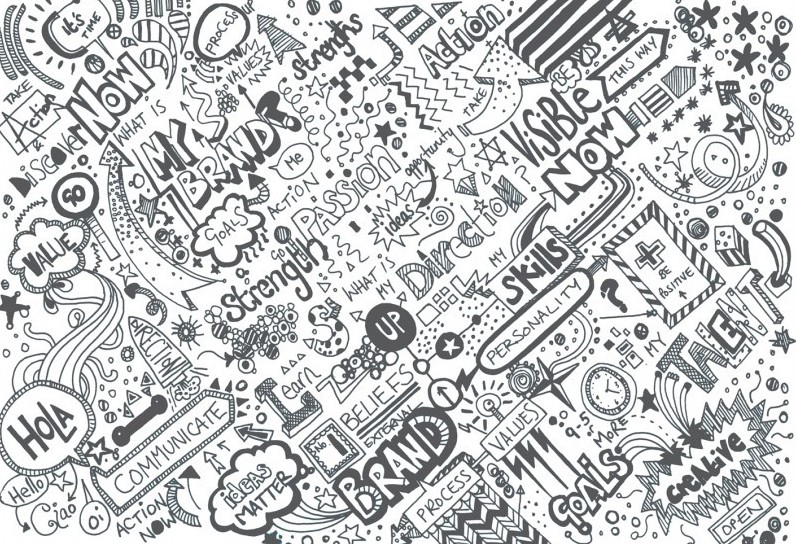 IT'S
TIME
PROCESS
UP
Strengths
Action
TAKE
Action
NOW
Discover
WHAT IS
MY
BRAND
?
VALUES
BE
THIS WAY
TAKE
VISIBLE
NOW
Me
ACTION
PASSION
opportunity
ideas
GO
VALUE
GOALS
GO
Strength
WHAT IS
MY
Direction
MY
Skills
PERSONALITY
+
BE
POSITIVE
?
UP
DIRECTION
Learn
BELIEFS
EXTERNAL
BRAND
No
MY
TALENT
HOLA
COMMUNICATE
VALUES
9-5
MORE
GOALS
CREATIVE
Hello
Ciao
Oi
ACTION
NOW
ideas
MATTER
PROCESS
OPEN